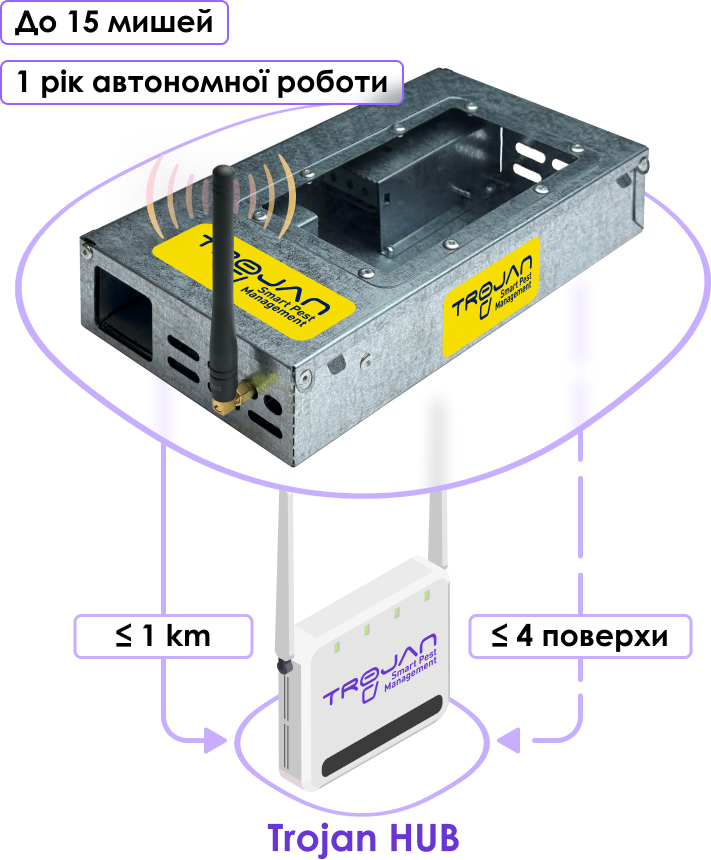 До 15 мишей
1 рік автономної роботи
TROJAN
Smart Pest
Management
TROJAN
Smart Pest
Management
≤ 1 km
≤ 4 поверхи
TROJAN
Smart Pest
Management
Trojan HUB